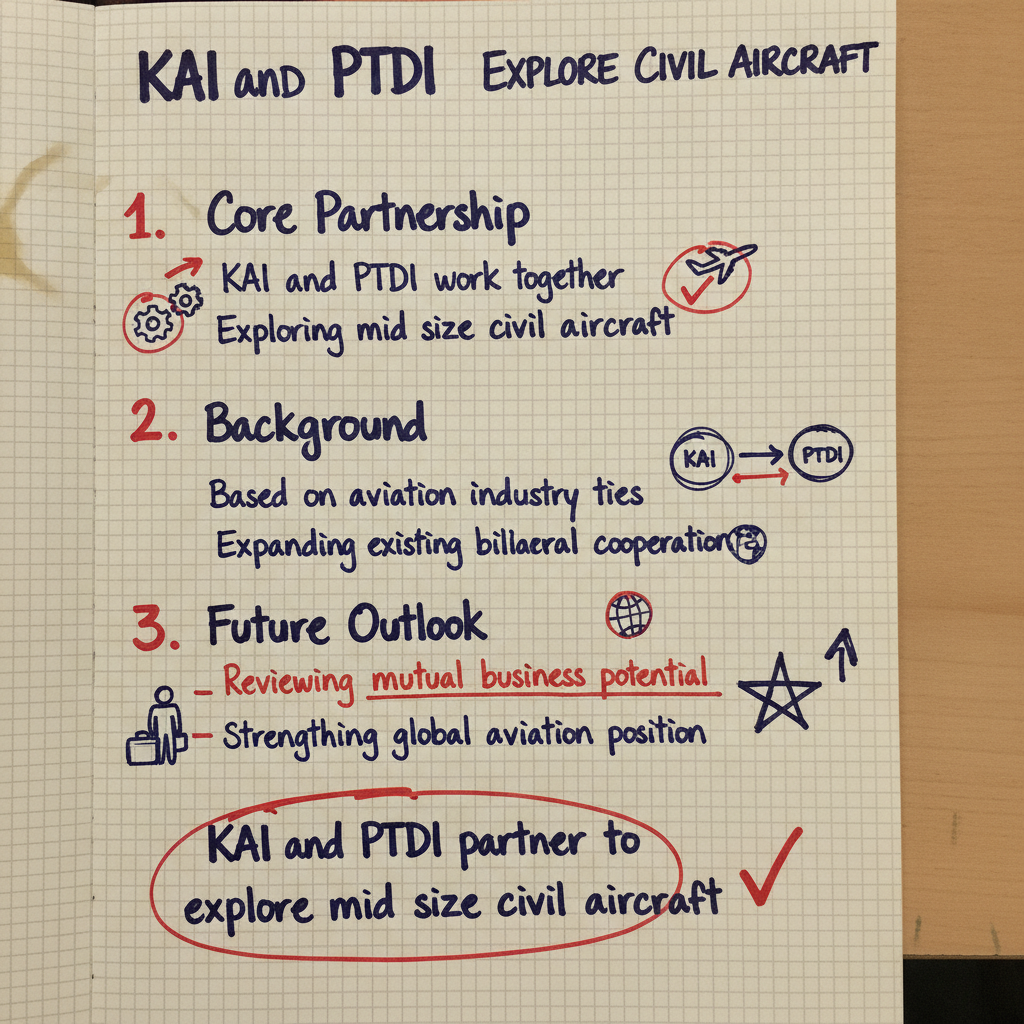 KAI and PTDI EXPLORE CIVIL AIRCRAFT
1. Core Partnership
KAI and PTDI work together
Exploring mid size civil aircraft
2. Background
KAI → PTDI
Based on aviation industry ties
Expanding existing billaeral cooperation
3. Future Outlook
– Reviewing mutual business potential
– Strengthing global aviation position
KAI and PTDI partner to
explore mid size civil aircraft